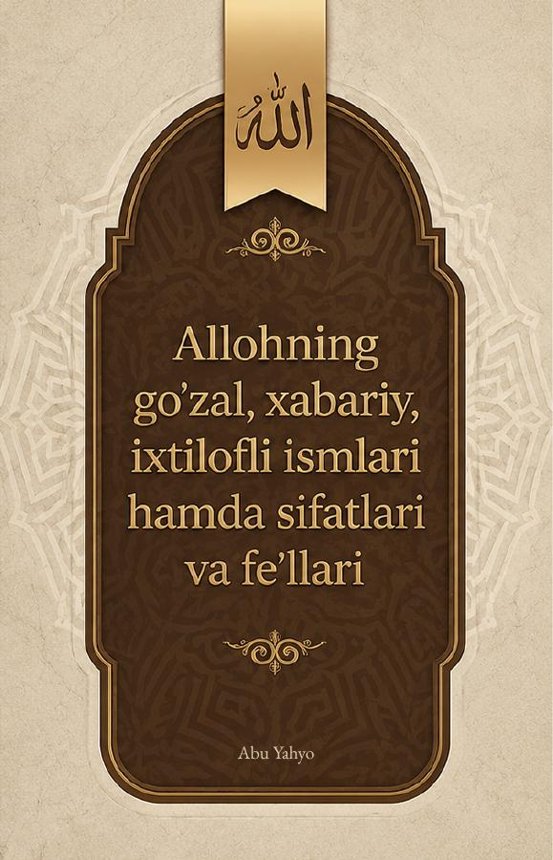 الله
Allohning
go’zal, xabariy,
ixtilofli ismlari
hamda sifatlari
va fe’llari
Abu Yahyo